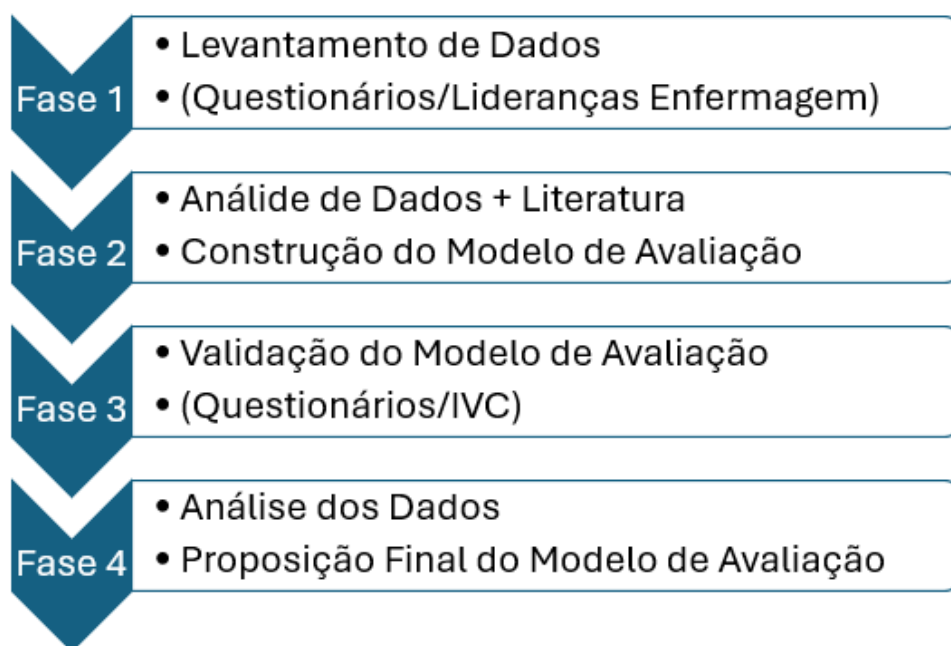 Fase 1
• Levantamento de Dados
• (Questionários/Lideranças Enfermagem)
Fase 2
• Análide de Dados + Literatura
• Construção do Modelo de Avaliação
Fase 3
• Validação do Modelo de Avaliação
• (Questionários/IVC)
Fase 4
• Análise dos Dados
• Proposição Final do Modelo de Avaliação